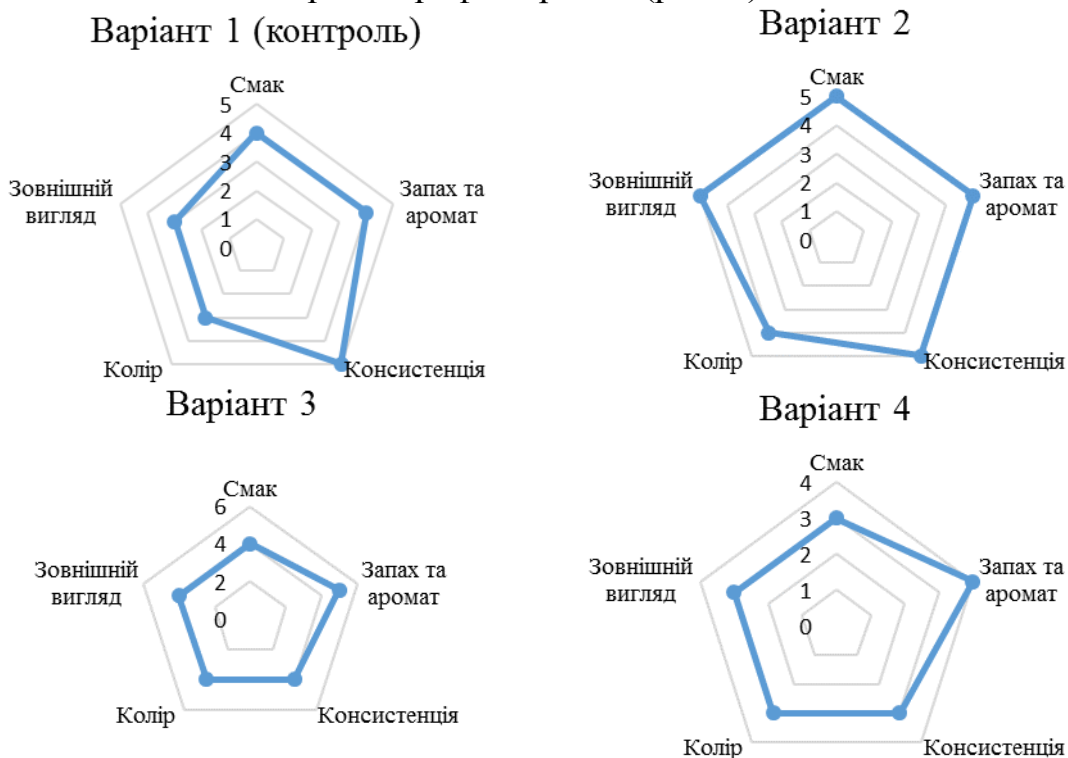 Варіант 1 (контроль)
Смак
5
4
3
2
1
0
Зовнішній
вигляд
Запах та
аромат
Колір
Консистенція
Варіант 2
Смак
5
4
3
2
1
0
Зовнішній
вигляд
Запах та
аромат
Колір
Консистенція
Варіант 3
Смак
6
4
2
0
Зовнішній
вигляд
Запах та
аромат
Колір
Консистенція
Варіант 4
Смак
4
3
2
1
0
Зовнішній
вигляд
Запах та
аромат
Колір
Консистенція